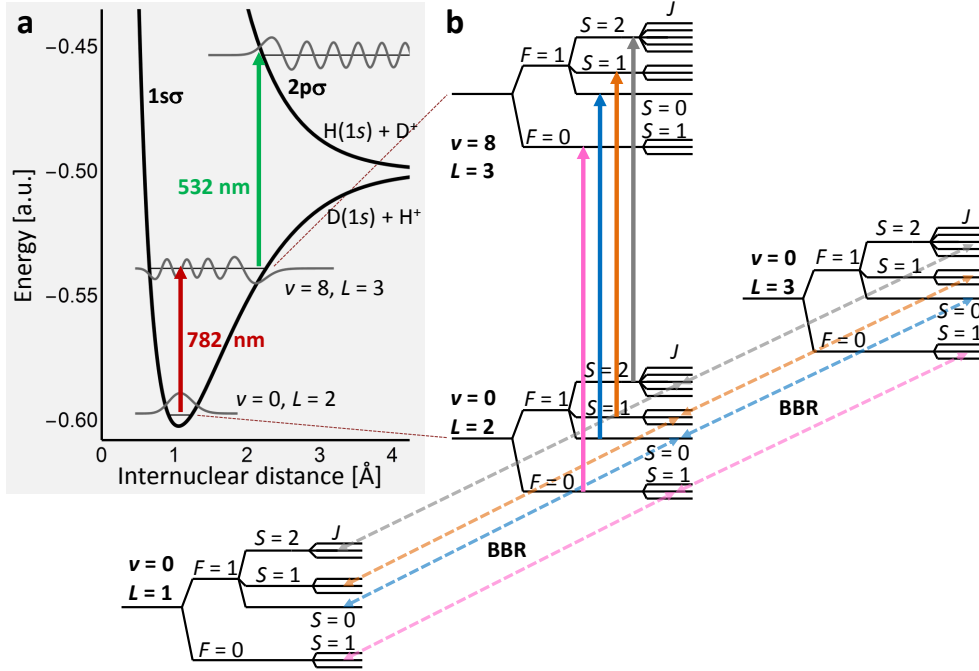 a
Energy [a.u.]
−0.45
−0.50
−0.55
−0.60
1sσ
2pσ
H(1s) + D⁺
D(1s) + H⁺
532 nm
782 nm
v = 8, L = 3
v = 0, L = 2
0
1
2
3
4
Internuclear distance [Å]
b
v = 8
L = 3
F = 1
F = 0
S = 2
S = 1
S = 0
S = 1
J
v = 0
L = 2
F = 1
F = 0
S = 2
S = 1
S = 0
S = 1
J
v = 0
L = 3
F = 1
F = 0
S = 2
S = 1
S = 0
S = 1
J
BBR
v = 0
L = 1
F = 1
F = 0
S = 2
S = 1
S = 0
S = 1
J
BBR